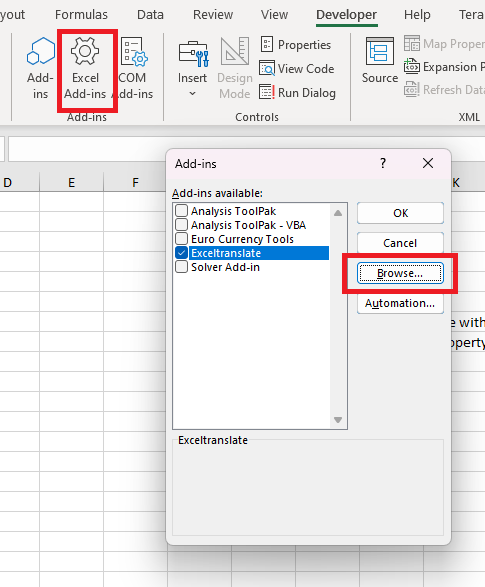 yout Formulas Data Review View Developer Help Tera
Add-
ins
Excel
Add-ins
COM
Add-ins
Add-ins
Insert
Design
Mode
Properties
View Code
Run Dialog
Controls
Source
Map Proper
Expansion P
Refresh Data
XML
D E F K
Add-ins ?
Add-ins available:
Analysis ToolPak
Analysis ToolPak - VBA
Euro Currency Tools
Exceltranslate
Solver Add-in
OK
Cancel
Browse...
Automation...
e with
operty
Exceltranslate